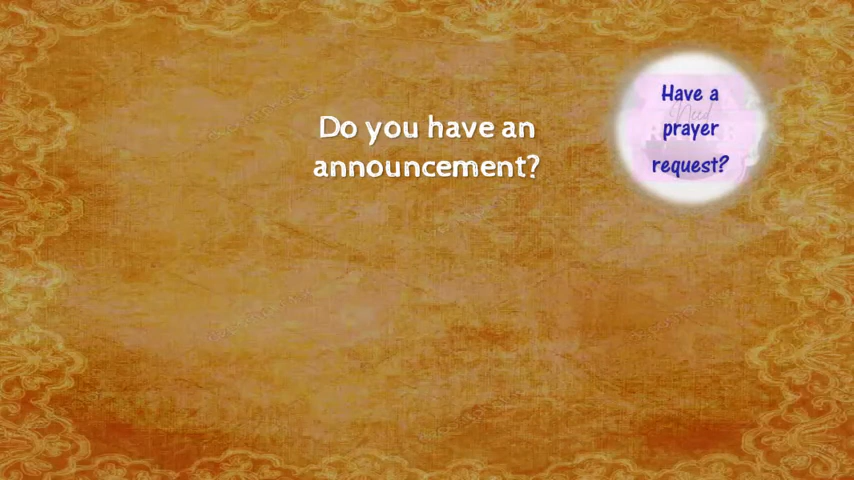 Do you have an
announcement?
Have a
prayer
request?
Need